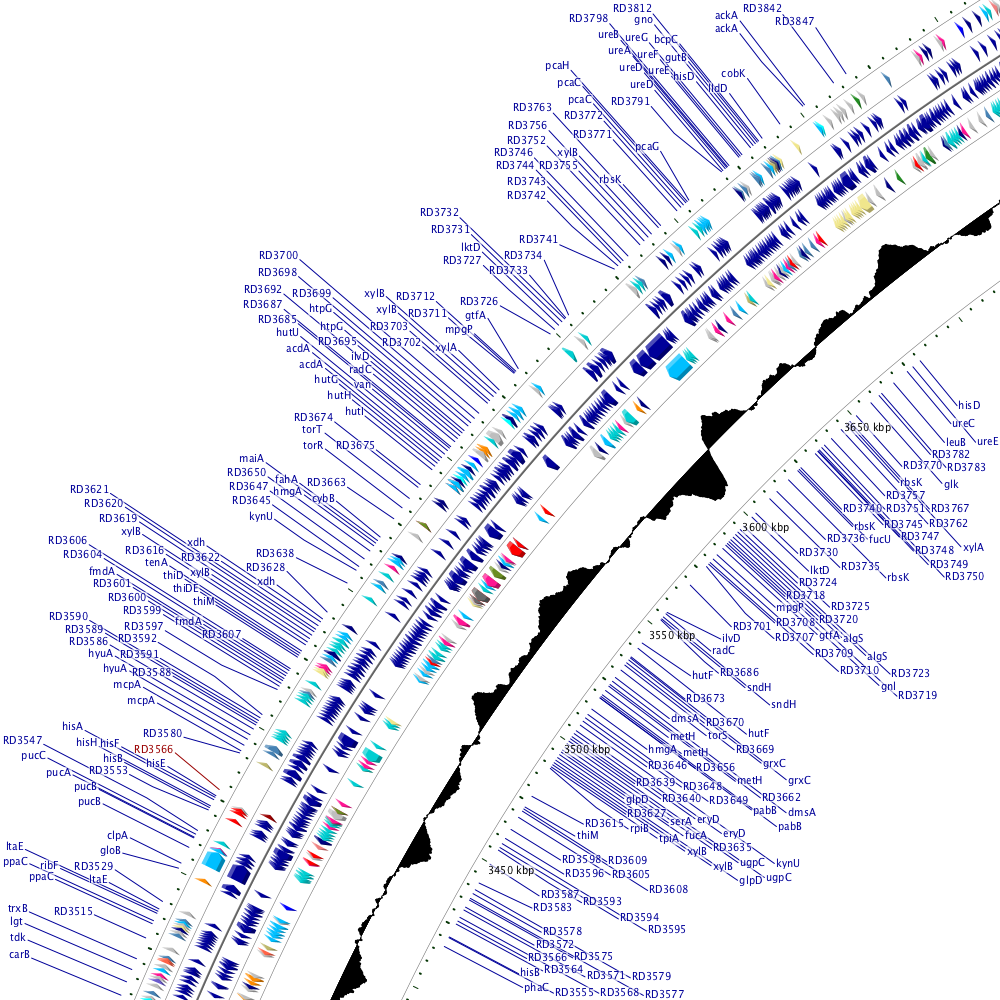 RD3812
RD3842
RD3798
gno
ackA
RD3847
ackA
ureB
ureG
bcpC
ureA
ureF
gutB
pcaH
ureD
ureE
hisD
cobK
pcaC
ureD
lldD
pcaC
RD3791
RD3763
RD3772
RD3756
RD3771
RD3752
pcaG
RD3746
xylB
RD3744
RD3755
RD3743
rbsK
RD3742
RD3732
RD3731
RD3741
lktD
RD3734
RD3727
RD3733
RD3700
RD3698
RD3692
RD3699
xylB
RD3712
RD3726
RD3687
htpG
xylB
RD3711
gtfA
RD3685
htpG
RD3703
mpgP
hutU
RD3695
RD3702
xylA
acdA
ilvD
acdA
radC
hutG
van
hutH
hutI
RD3674
torT
torR
RD3675
maiA
RD3650
fahA
RD3663
RD3647
hmgA
cybB
RD3645
kynU
RD3621
RD3620
RD3619
xylB
RD3606
xdh
RD3604
RD3616
RD3622
RD3638
tenA
fmdA
thiD
xylB
RD3628
RD3601
thiDE
xdh
RD3600
thiM
RD3599
RD3590
fmdA
RD3589
RD3597
RD3607
RD3586
RD3592
hyuA
RD3591
hyuA
RD3588
mcpA
mcpA
hisA
RD3580
RD3547
hisH
hisF
RD3566
pucC
hisB
hisE
pucA
RD3553
pucB
pucB
clpA
ltaE
gloB
ppaC
ribF
RD3529
ppaC
ltaE
trxB
RD3515
lgt
tdk
carB
hisD
3650 kbp
ureC
leuB
ureE
RD3782
RD3770
RD3783
rbsK
glk
RD3757
RD3740
RD3751
RD3767
3600 kbp
rbsK
RD3745
RD3762
RD3736
fucU
RD3747
xylA
RD3730
RD3748
RD3735
RD3749
lktD
rbsK
RD3750
RD3724
RD3718
mpgP
RD3725
RD3708
RD3720
RD3701
3550 kbp
RD3707
gtfA
algS
ilvD
radC
RD3709
algS
hutF
RD3686
RD3710
RD3723
sndH
gnl
RD3673
RD3719
sndH
dmsA
RD3670
metH
torS
hutF
3500 kbp
hmgA
metH
RD3669
RD3646
RD3656
grxC
RD3639
RD3648
metH
grxC
glpD
RD3640
RD3649
RD3662
RD3627
pabB
dmsA
RD3615
rpiB
serA
eryD
pabB
thiM
tpiA
fucA
eryD
xylB
RD3635
RD3598
RD3609
xylB
ugpC
kynU
3450 kbp
RD3596
RD3605
glpD
ugpC
RD3608
RD3587
RD3593
RD3583
RD3594
RD3578
RD3595
RD3572
RD3566
RD3575
hisB
RD3564
RD3571
RD3579
phaC
RD3555
RD3568
RD3577